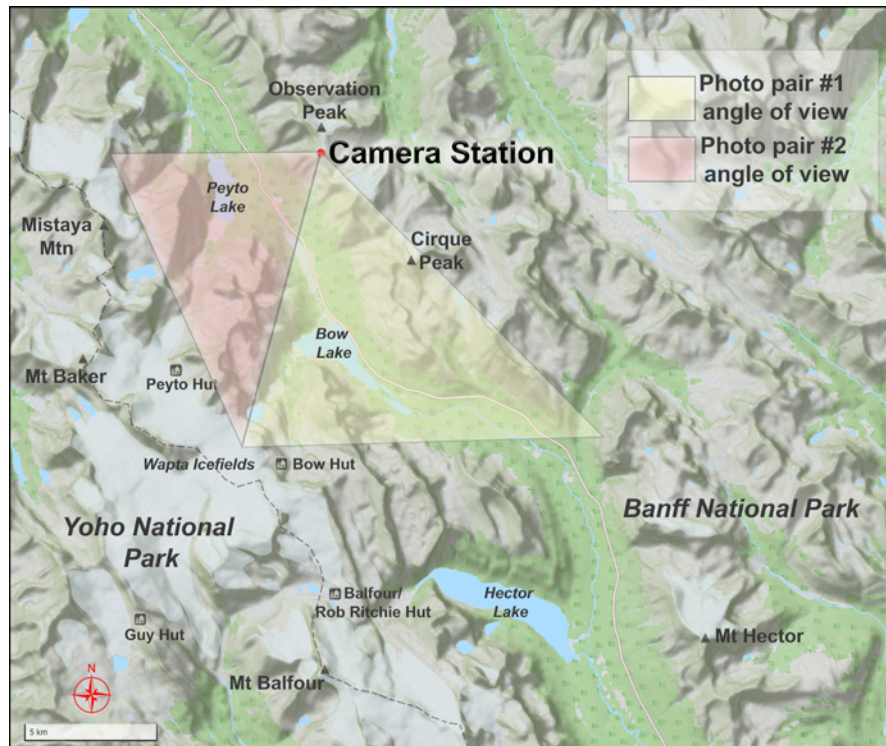 Photo pair #1
angle of view
Photo pair #2
angle of view
Observation
Peak
Camera Station
Peyto
Lake
Mistaya
Mtn
Cirque
Peak
Bow
Lake
Mt Baker
Peyto Hut
Wapta Icefields
Bow Hut
Yoho National
Park
Banff National Park
Balfour/
Rob Ritchie Hut
Hector
Lake
Guy Hut
Mt Hector
Mt Balfour
N
5 km